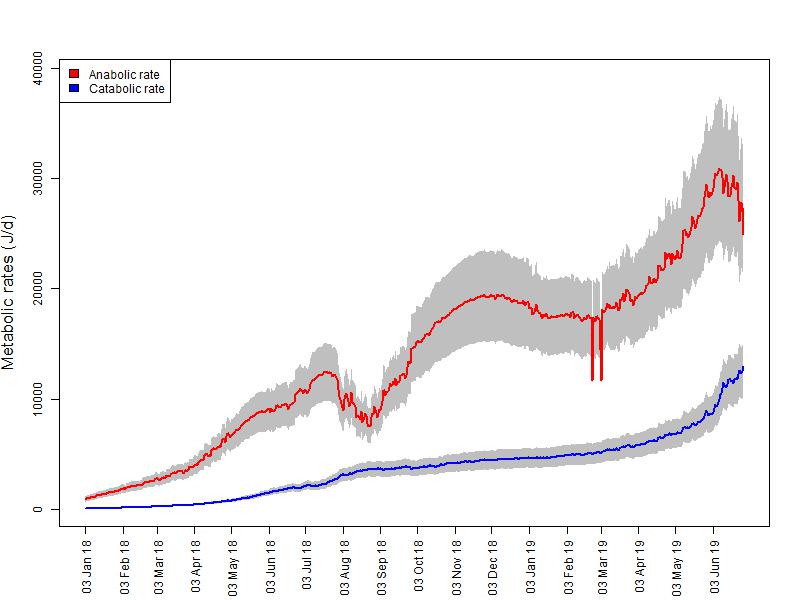 Anabolic rate
Catabolic rate
Metabolic rates (J/d)
40000
30000
20000
10000
0
03 Jan 18
03 Feb 18
03 Mar 18
03 Apr 18
03 May 18
03 Jun 18
03 Jul 18
03 Aug 18
03 Sep 18
03 Oct 18
03 Nov 18
03 Dec 18
03 Jan 19
03 Feb 19
03 Mar 19
03 Apr 19
03 May 19
03 Jun 19